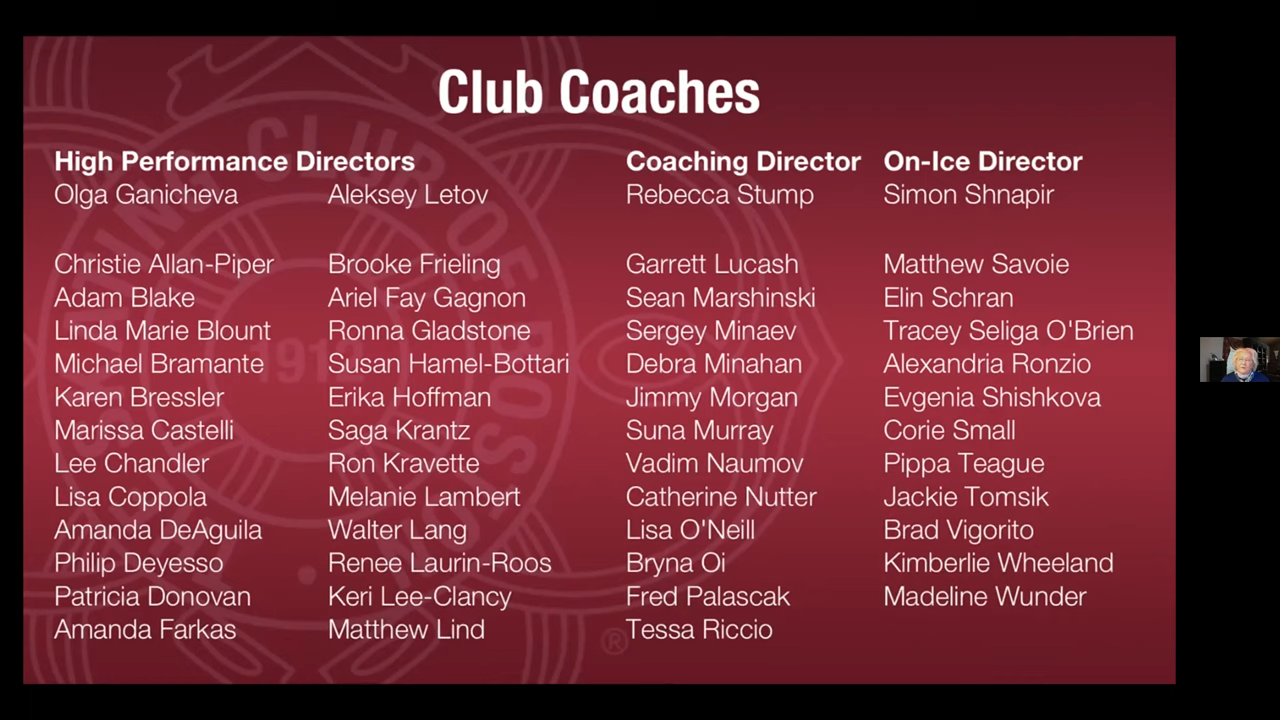 Club Coaches
High Performance Directors
Olga Ganicheva Aleksey Letov
Coaching Director
Rebecca Stump
On-Ice Director
Simon Shnapir
Christie Allan-Piper Brooke Frieling Garrett Lucash Matthew Savoie
Adam Blake Ariel Fay Gagnon Sean Marshinski Elin Schran
Linda Marie Blount Ronna Gladstone Sergey Minaev Tracey Seliga O'Brien
Michael Bramante Susan Hamel-Bottari Debra Minahan Alexandria Ronzio
Karen Bressler Erika Hoffman Jimmy Morgan Evgenia Shishkova
Marissa Castelli Saga Krantz Suna Murray Corie Small
Lee Chandler Ron Kravette Vadim Naumov Pippa Teague
Lisa Coppola Melanie Lambert Catherine Nutter Jackie Tomsik
Amanda DeAguila Walter Lang Lisa O'Neill Brad Vigorito
Philip Deyesso Renee Laurin-Roos Bryna Oi Kimberlie Wheeland
Patricia Donovan Keri Lee-Clancy Fred Palascak Madeline Wunder
Amanda Farkas Matthew Lind Tessa Riccio